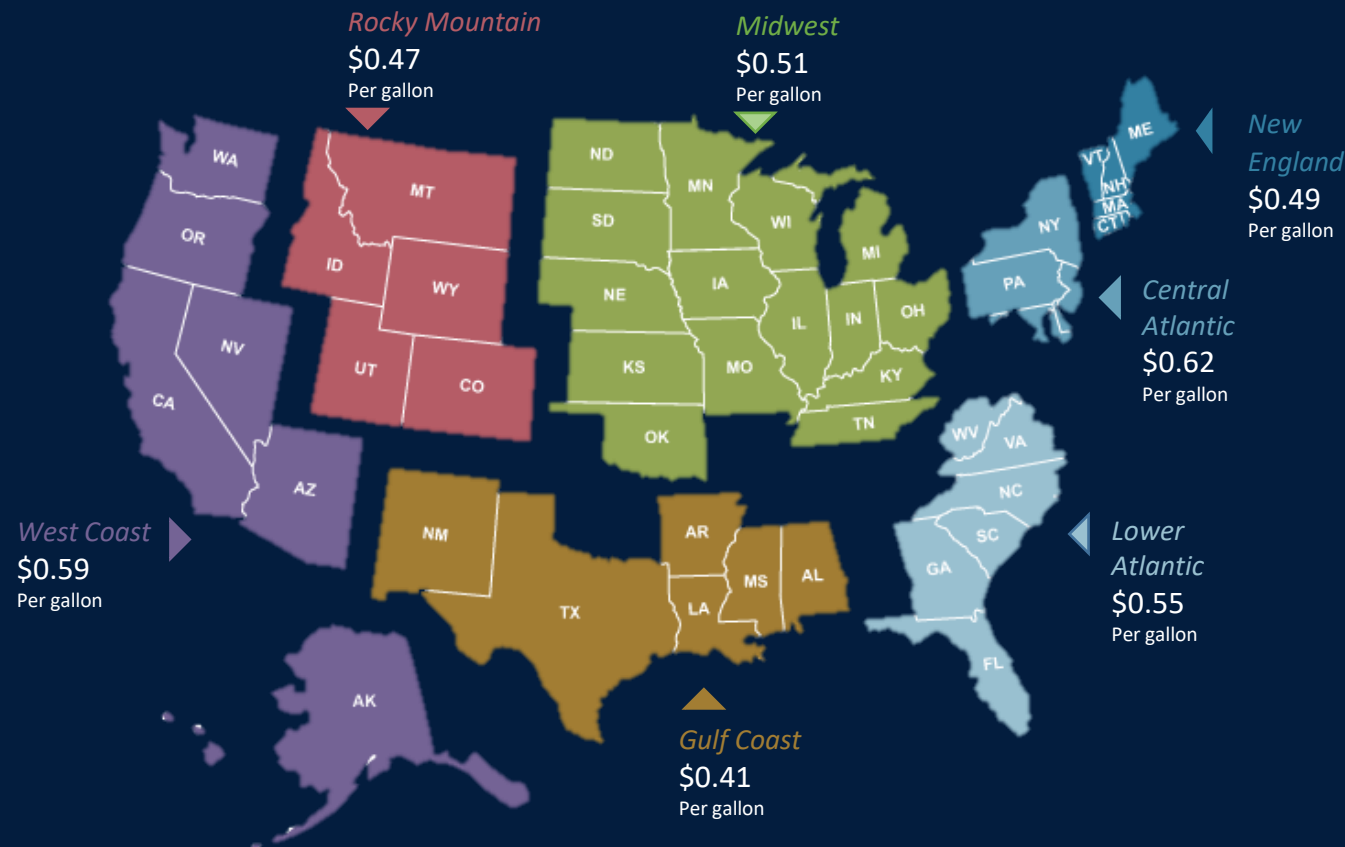 Rocky Mountain
$0.47
Per gallon
Midwest
$0.51
Per gallon
New
England
$0.49
Per gallon
Central
Atlantic
$0.62
Per gallon
West Coast
$0.59
Per gallon
Lower
Atlantic
$0.55
Per gallon
Gulf Coast
$0.41
Per gallon
WA
OR
CA
NV
AZ
AK
MT
ID
WY
UT
CO
ND
SD
NE
KS
OK
MN
IA
MO
WI
IL
MI
IN
OH
KY
TN
NM
TX
AR
LA
MS
AL
ME
VT
NH
MA
CT
NY
PA
WV
VA
NC
SC
GA
FL